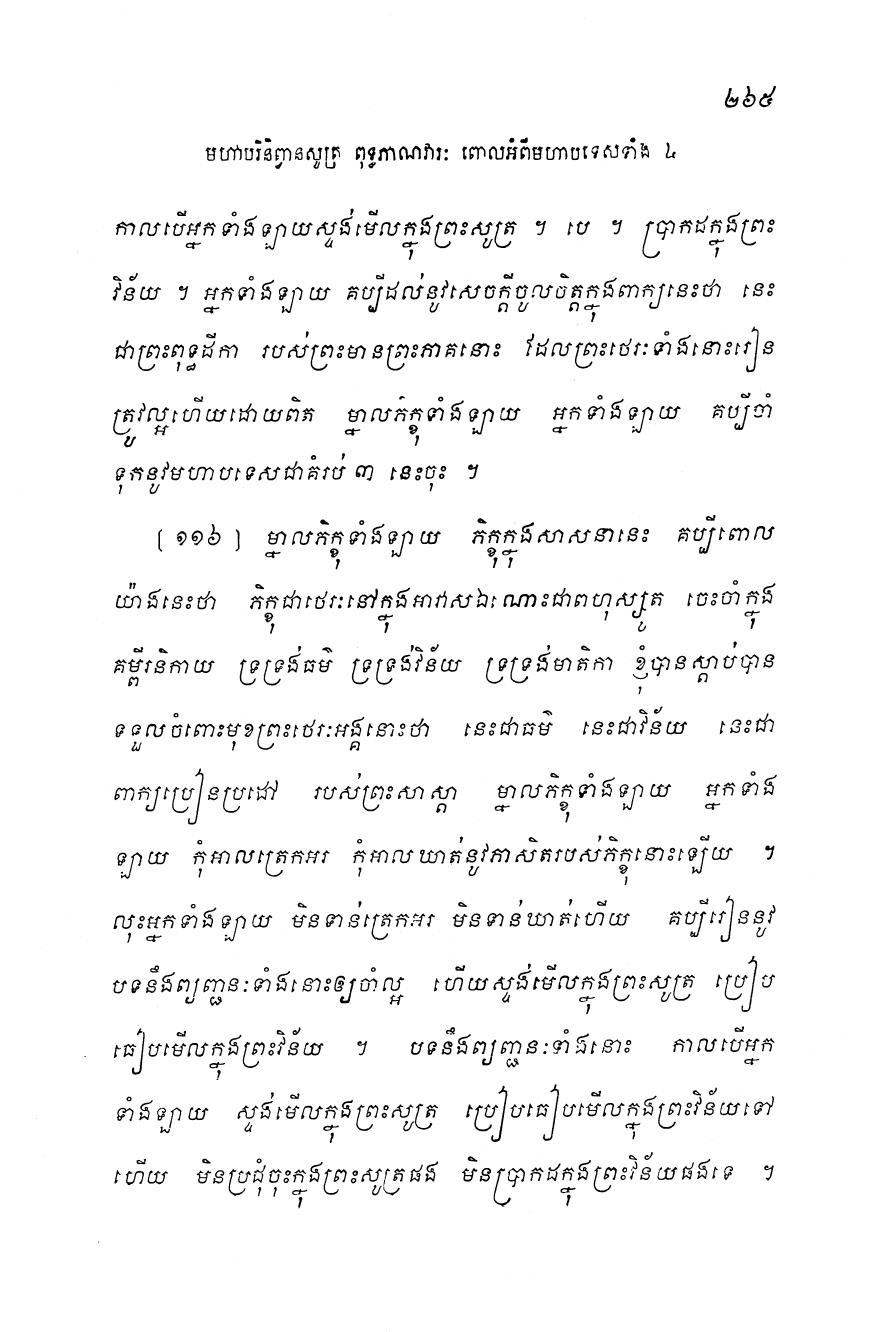 ២៦៥
មហាបរិនិព្វានសូត្រ ពុទ្ធភាណវារៈ ពោលអំពីមហាបទេសទាំង ៤
កាលបើអ្នកទាំងឡាយស្ទង់មើលក្នុងព្រះសូត្រ ។ បេ ។ ប្រាកដក្នុងព្រះ
វិន័យ ។ អ្នកទាំងឡាយ គប្បីដល់នូវសេចក្តីចូលចិត្តក្នុងពាក្យនេះថា នេះ
ជាព្រះពុទ្ធដីកា របស់ព្រះមានព្រះភាគនោះ ដែលព្រះថេរៈទាំងនោះរៀន
ត្រូវល្អហើយដោយពិត ម្នាលភិក្ខុទាំងឡាយ អ្នកទាំងឡាយ គប្បីចាំ
ទុកនូវមហាបទេសជាគំរប់ ៣ នេះចុះ ។
[១១៦] ម្នាលភិក្ខុទាំងឡាយ ភិក្ខុក្នុងសាសនានេះ គប្បីពោល
យ៉ាងនេះថា ភិក្ខុជាថេរៈនៅក្នុងអាវាសឯណោះជាពហុស្សូត ចេះចាំក្នុង
គម្ពីរនិកាយ ទ្រទ្រង់ធម៌ ទ្រទ្រង់វិន័យ ទ្រទ្រង់មាតិកា ខ្ញុំបានស្តាប់បាន
ទទួលចំពោះមុខព្រះថេរៈអង្គនោះថា នេះជាធម៌ នេះជាវិន័យ នេះជា
ពាក្យប្រៀនប្រដៅ របស់ព្រះសាស្តា ម្នាលភិក្ខុទាំងឡាយ អ្នកទាំង
ឡាយ កុំអាលត្រេកអរ កុំអាលឃាត់នូវភាសិតរបស់ភិក្ខុនោះឡើយ ។
លុះអ្នកទាំងឡាយ មិនទាន់ត្រេកអរ មិនទាន់ឃាត់ហើយ គប្បីរៀននូវ
បទនឹងព្យញ្ជនៈទាំងនោះឲ្យចាំល្អ ហើយស្ទង់មើលក្នុងព្រះសូត្រ ប្រៀប
ធៀបមើលក្នុងព្រះវិន័យ ។ បទនឹងព្យញ្ជនៈទាំងនោះ កាលបើអ្នក
ទាំងឡាយ ស្ទង់មើលក្នុងព្រះសូត្រ ប្រៀបធៀបមើលក្នុងព្រះវិន័យទៅ
ហើយ មិនប្រជុំចុះក្នុងព្រះសូត្រផង មិនប្រាកដក្នុងព្រះវិន័យផងទេ ។